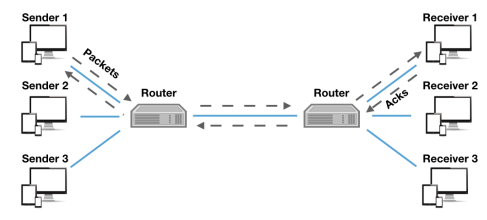 Sender 1
Receiver 1
Packets
Router
Router
Acks
Sender 2
Receiver 2
Sender 3
Receiver 3